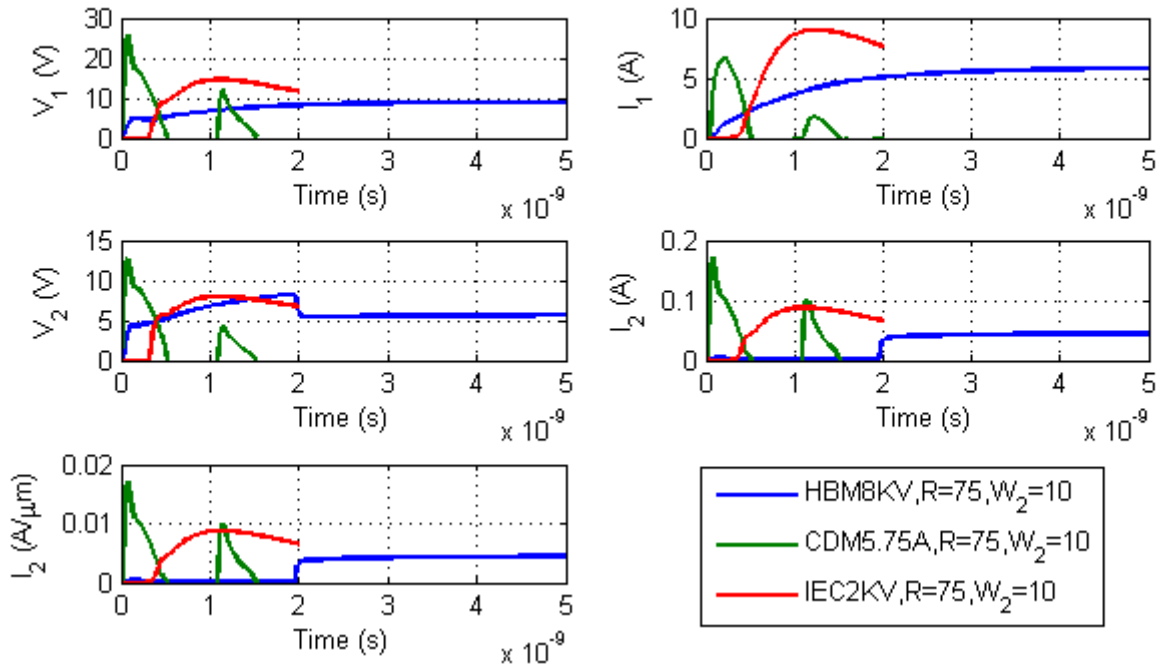 30
20
10
0
V1 (V)
0 1 2 3 4 5
Time (s)
x 10^-9
10
5
0
I1 (A)
0 1 2 3 4 5
Time (s)
x 10^-9
15
10
5
0
V2 (V)
0 1 2 3 4 5
Time (s)
x 10^-9
0.2
0.1
0
I2 (A)
0 1 2 3 4 5
Time (s)
x 10^-9
0.02
0.01
0
I2 (A/μm)
0 1 2 3 4 5
Time (s)
x 10^-9
HBM8KV,R=75,W2=10
CDM5.75A,R=75,W2=10
IEC2KV,R=75,W2=10